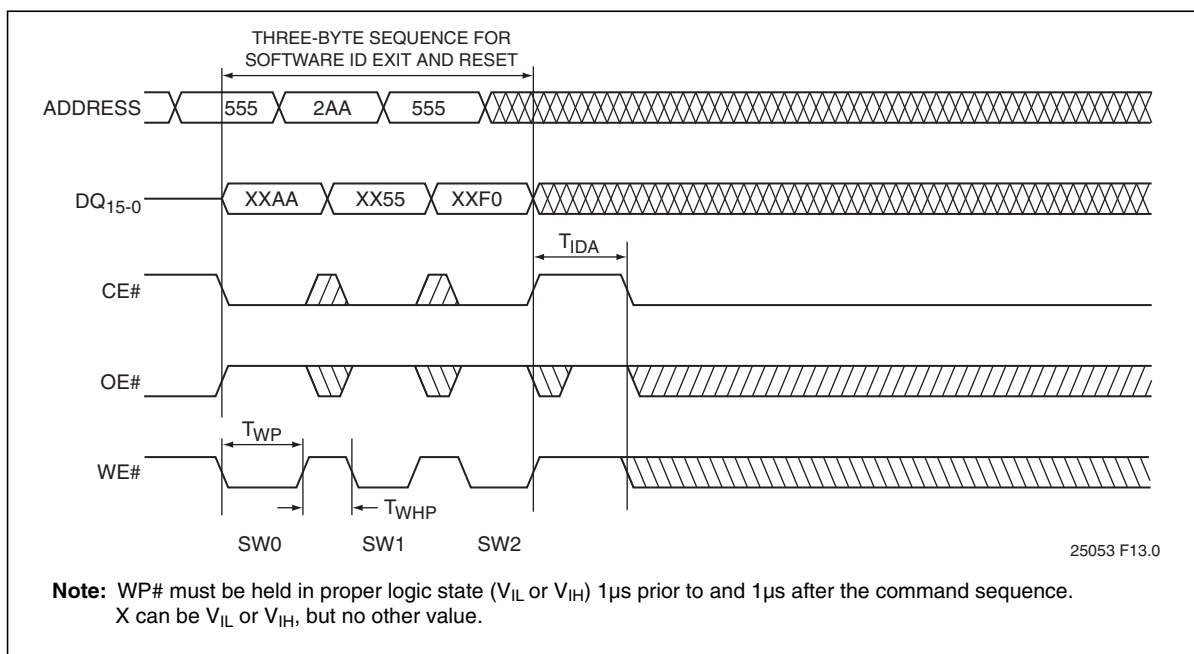 THREE-BYTE SEQUENCE FOR
SOFTWARE ID EXIT AND RESET
ADDRESS 555 2AA 555
DQ15-0 XXAA XX55 XXF0
TIDA
CE#
OE#
TWP
WE#
TWHP
SW0 SW1 SW2
25053 F13.0
Note: WP# must be held in proper logic state (VIL or VIH) 1µs prior to and 1µs after the command sequence.
X can be VIL or VIH, but no other value.